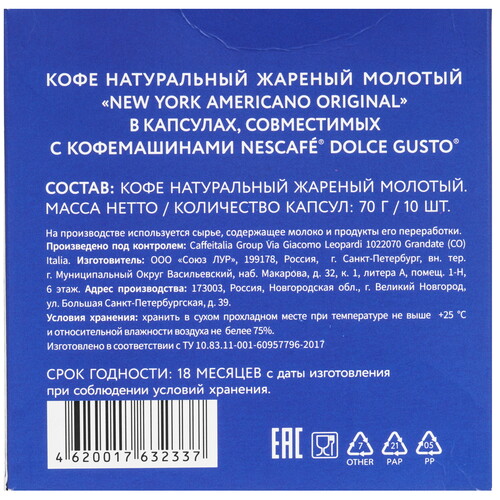 КОФЕ НАТУРАЛЬНЫЙ ЖАРЕНЫЙ МОЛОТЫЙ
«NEW YORK AMERICANO ORIGINAL»
В КАПСУЛАХ, СОВМЕСТИМЫХ
С КОФЕМАШИНАМИ NESCAFÉ® DOLCE GUSTO®
СОСТАВ: КОФЕ НАТУРАЛЬНЫЙ ЖАРЕНЫЙ МОЛОТЫЙ.
МАССА НЕТТО / КОЛИЧЕСТВО КАПСУЛ: 70 Г / 10 ШТ.
На производстве используется сырье, содержащее молоко и продукты его переработки.
Произведено под контролем: Caffeitalia Group Via Giacomo Leopardi 1022070 Grandate (CO)
Italia. Изготовитель: ООО «Союз ЛУР», 199178, Россия, г. Санкт-Петербург, вн. тер.
г. Муниципальный Округ Васильевский, наб. Макарова, д. 32, к. 1, литера А, помещ. 1-Н,
6 этаж. Адрес производства: 173003, Россия, Новгородская обл., г. Великий Новгород,
ул. Большая Санкт-Петербургская, д. 39.
Условия хранения: хранить в сухом прохладном месте при температуре не выше +25 °C
и относительной влажности воздуха не более 75%.
Изготовлено в соответствии с ТУ 10.83.11-001-60957796-2017
СРОК ГОДНОСТИ: 18 МЕСЯЦЕВ с даты изготовления
при соблюдении условий хранения.
4 620017 632337
EAC
7 OTHER
21 PAP
05 PP